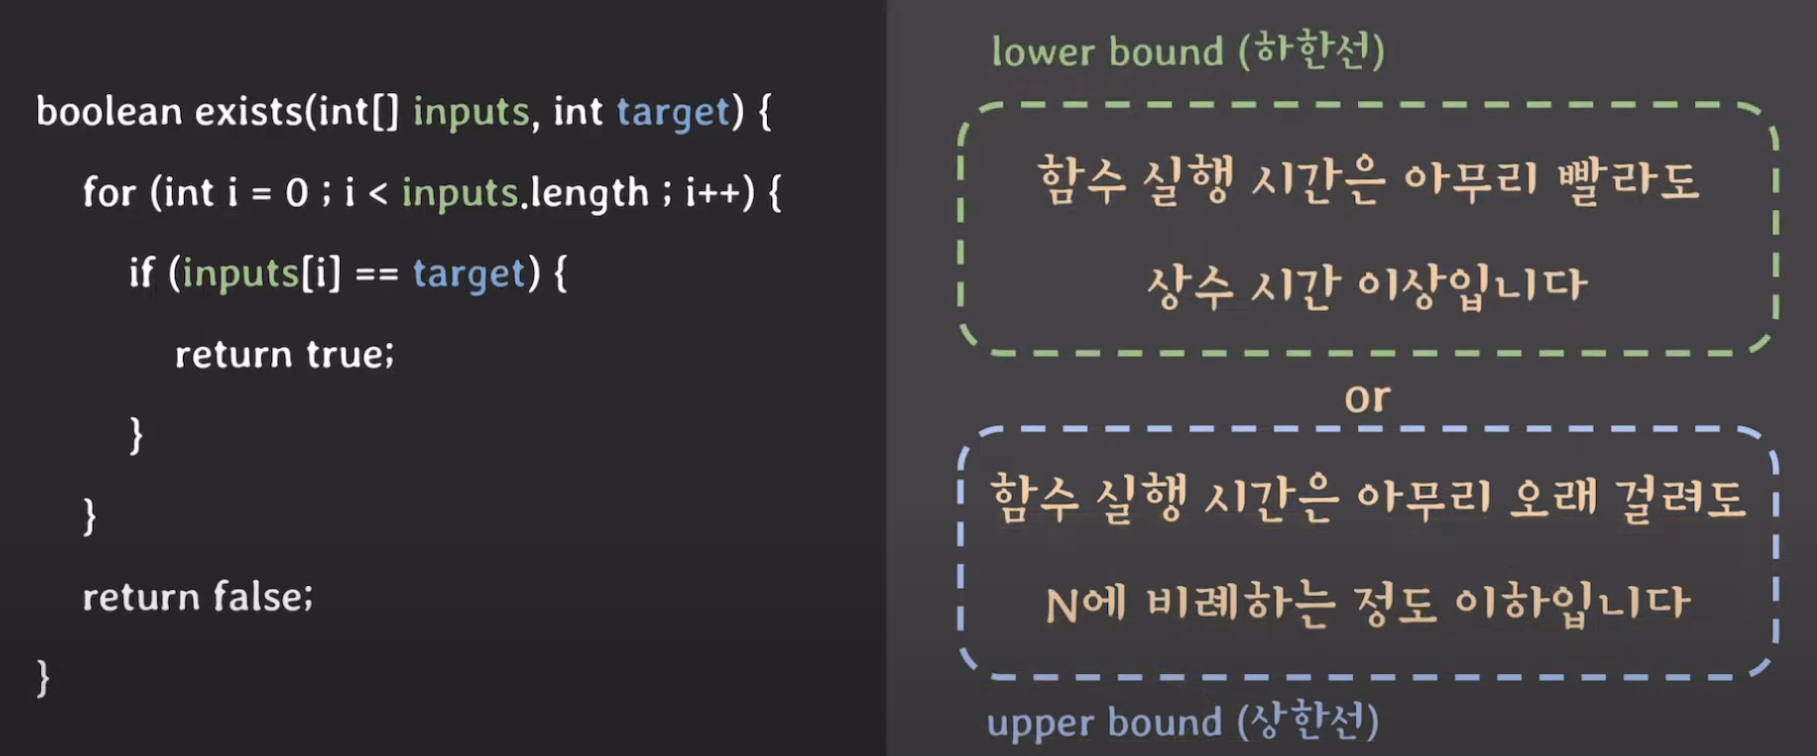 boolean exists(int[] inputs, int target) {
for (int i = 0 ; i < inputs.length ; i++) {
if (inputs[i] == target) {
return true;
}
}
return false;
}
lower bound (하한선)
함수 실행 시간은 아무리 빨라도
상수 시간 이상입니다
or
함수 실행 시간은 아무리 오래 걸려도
N에 비례하는 정도 이하입니다
upper bound (상한선)